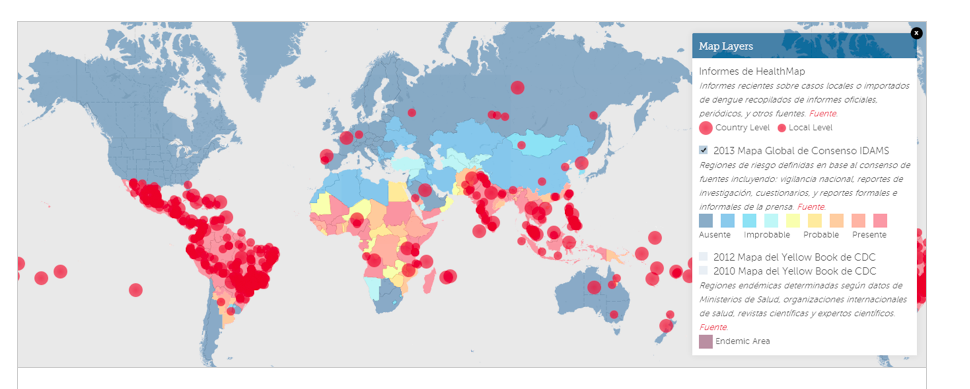 x
Map Layers
Informes de HealthMap
Informes recientes sobre casos locales o importados
de dengue recopilados de informes oficiales,
periódicos, y otros fuentes. Fuente.
Country Level Local Level
2013 Mapa Global de Consenso IDAMS
Regiones de riesgo definidas en base al consenso de
fuentes incluyendo: vigilancia nacional, reportes de
investigación, cuestionarios, y reportes formales e
informales de la prensa. Fuente.
Ausente Improbable Probable Presente
2012 Mapa del Yellow Book de CDC
2010 Mapa del Yellow Book de CDC
Regiones endémicas determinadas según datos de
Ministerios de Salud, organizaciones internacionales
de salud, revistas científicas y expertos científicos.
Fuente.
Endemic Area